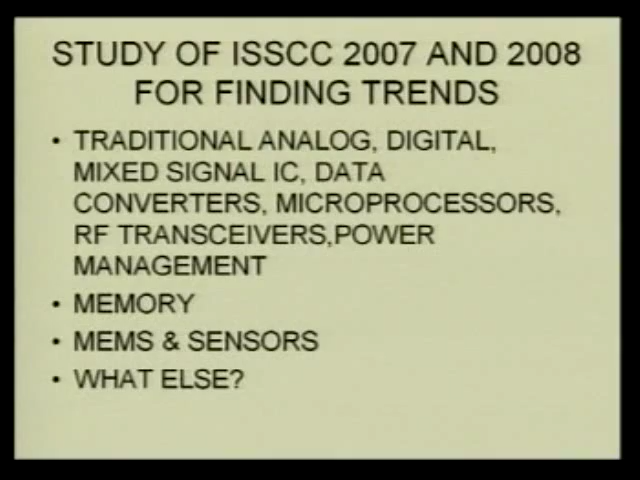 STUDY OF ISSCC 2007 AND 2008
FOR FINDING TRENDS
• TRADITIONAL ANALOG, DIGITAL,
MIXED SIGNAL IC, DATA
CONVERTERS, MICROPROCESSORS,
RF TRANSCEIVERS,POWER
MANAGEMENT
• MEMORY
• MEMS & SENSORS
• WHAT ELSE?